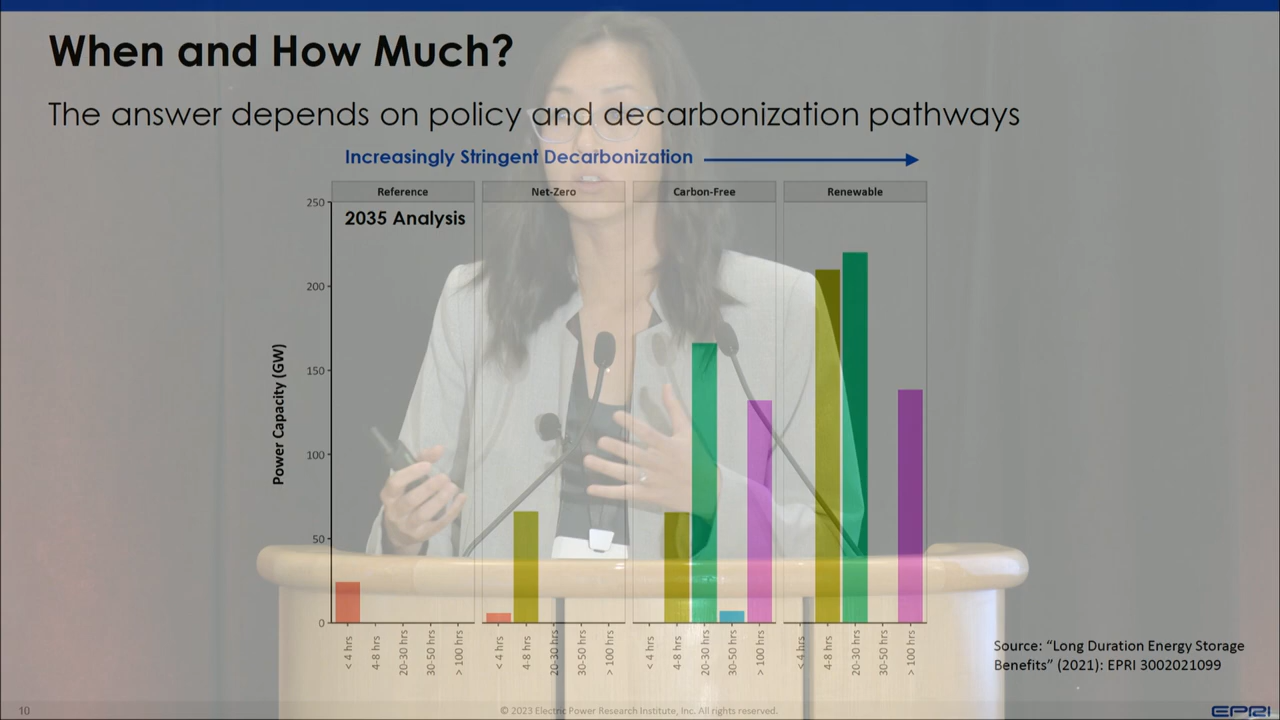 When and How Much?
The answer depends on policy and decarbonization pathways
Increasingly Stringent Decarbonization
Reference
Net-Zero
Carbon-Free
Renewable
2035 Analysis
250
200
150
100
50
0
Power Capacity (GW)
< 4 hrs
4-8 hrs
20-30 hrs
30-50 hrs
> 100 hrs
< 4 hrs
4-8 hrs
20-30 hrs
30-50 hrs
> 100 hrs
< 4 hrs
4-8 hrs
20-30 hrs
30-50 hrs
> 100 hrs
< 4 hrs
4-8 hrs
20-30 hrs
30-50 hrs
> 100 hrs
Source: “Long Duration Energy Storage
Benefits” (2021): EPRI 3002021099
10
© 2023 Electric Power Research Institute, Inc. All rights reserved.
EPRI